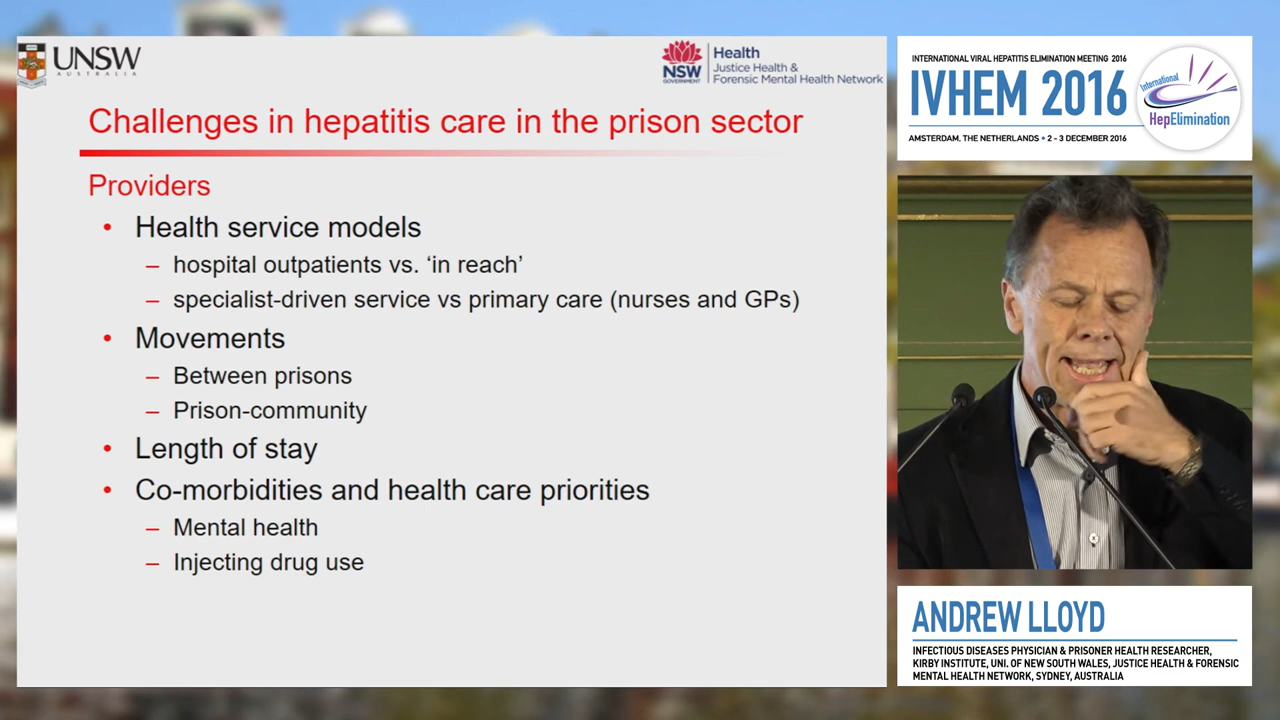 UNSW
AUSTRALIA
NSW
GOVERNMENT
Health
Justice Health &
Forensic Mental Health Network
Challenges in hepatitis care in the prison sector
Providers
• Health service models
– hospital outpatients vs. ‘in reach’
– specialist-driven service vs primary care (nurses and GPs)
• Movements
– Between prisons
– Prison-community
• Length of stay
• Co-morbidities and health care priorities
– Mental health
– Injecting drug use
INTERNATIONAL VIRAL HEPATITIS ELIMINATION MEETING 2016
IVHEM 2016
AMSTERDAM, THE NETHERLANDS • 2 - 3 DECEMBER 2016
International
HepElimination
ANDREW LLOYD
INFECTIOUS DISEASES PHYSICIAN & PRISONER HEALTH RESEARCHER,
KIRBY INSTITUTE, UNI. OF NEW SOUTH WALES, JUSTICE HEALTH & FORENSIC
MENTAL HEALTH NETWORK, SYDNEY, AUSTRALIA